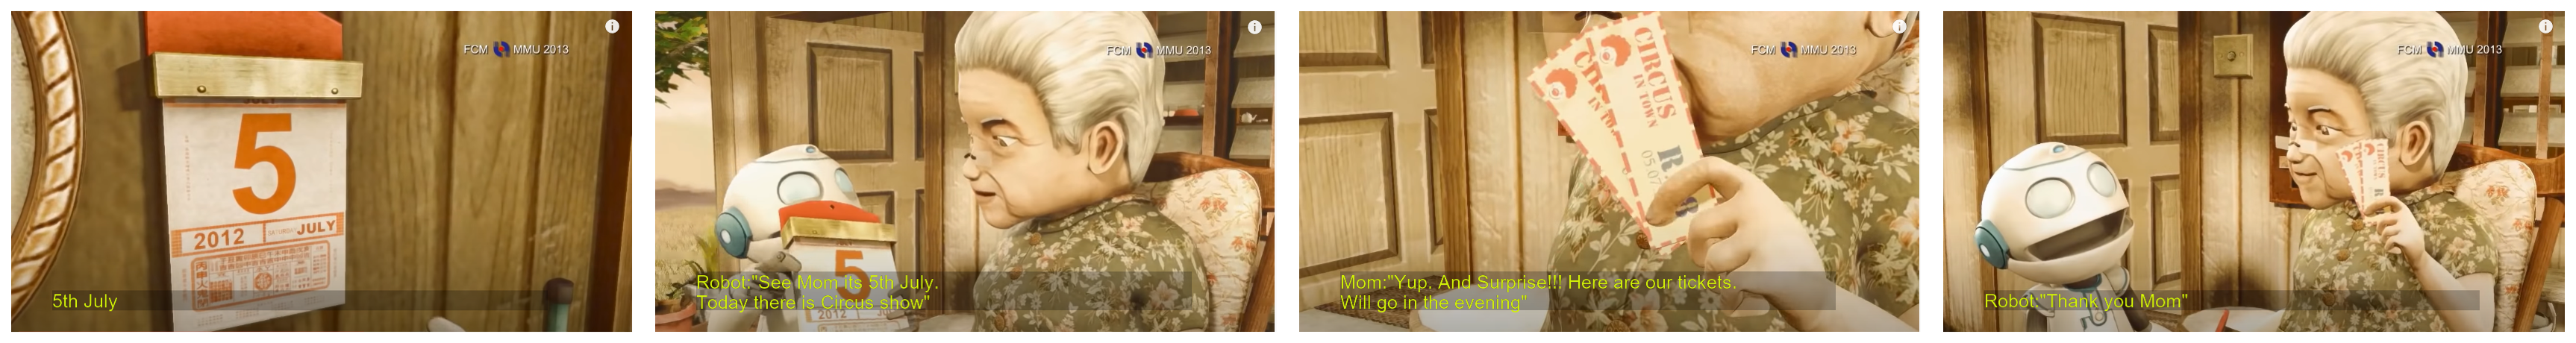 FCM MMU 2013
JULY
5
2012 JULY
5th July
FCM MMU 2013
5
2012
Robot:"See Mom its 5th July.
Today there is Circus show"
FCM MMU 2013
CIRCUS
IN TOWN
Mom:"Yup. And Surprise!!! Here are our tickets.
Will go in the evening"
FCM MMU 2013
CIRCUS
Robot:"Thank you Mom"